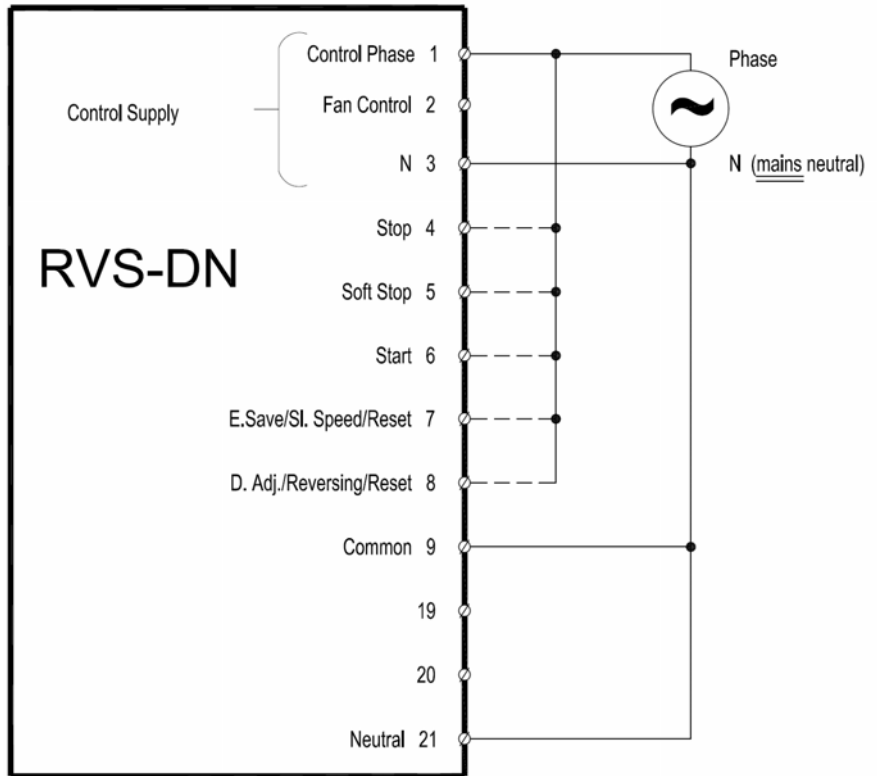 Control Phase 1
Phase
Control Supply
Fan Control 2
N 3
N (mains neutral)
Stop 4
RVS-DN
Soft Stop 5
Start 6
E.Save/Sl. Speed/Reset 7
D. Adj./Reversing/Reset 8
Common 9
19
20
Neutral 21